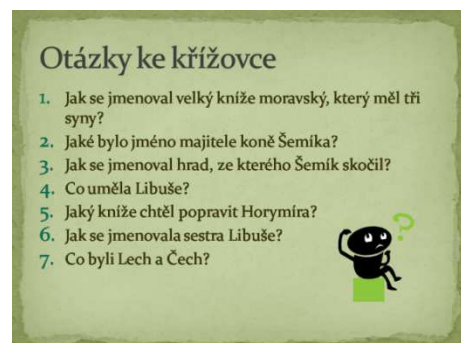 Otázky ke křížovce
1. Jak se jmenoval velký kníže moravský, který měl tři
syny?
2. Jaké bylo jméno majitele koně Šemíka?
3. Jak se jmenoval hrad, ze kterého Šemík skočil?
4. Co uměla Libuše?
5. Jaký kníže chtěl popravit Horymíra?
6. Jak se jmenovala sestra Libuše?
7. Co byli Lech a Čech?
?